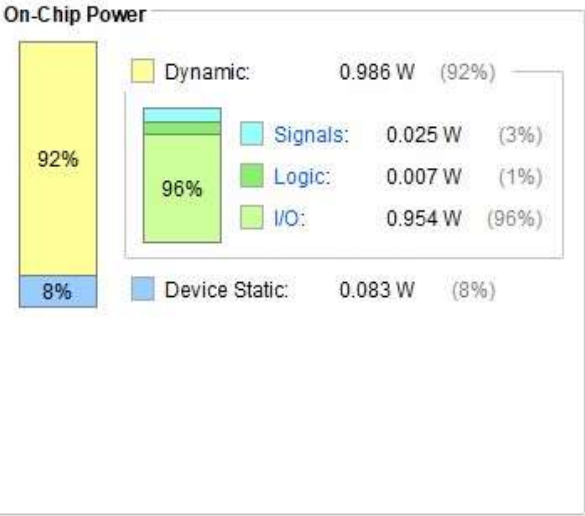 On-Chip Power
Dynamic: 0.986 W (92%)
92%
Signals: 0.025 W (3%)
96%
Logic: 0.007 W (1%)
I/O: 0.954 W (96%)
8%
Device Static: 0.083 W (8%)